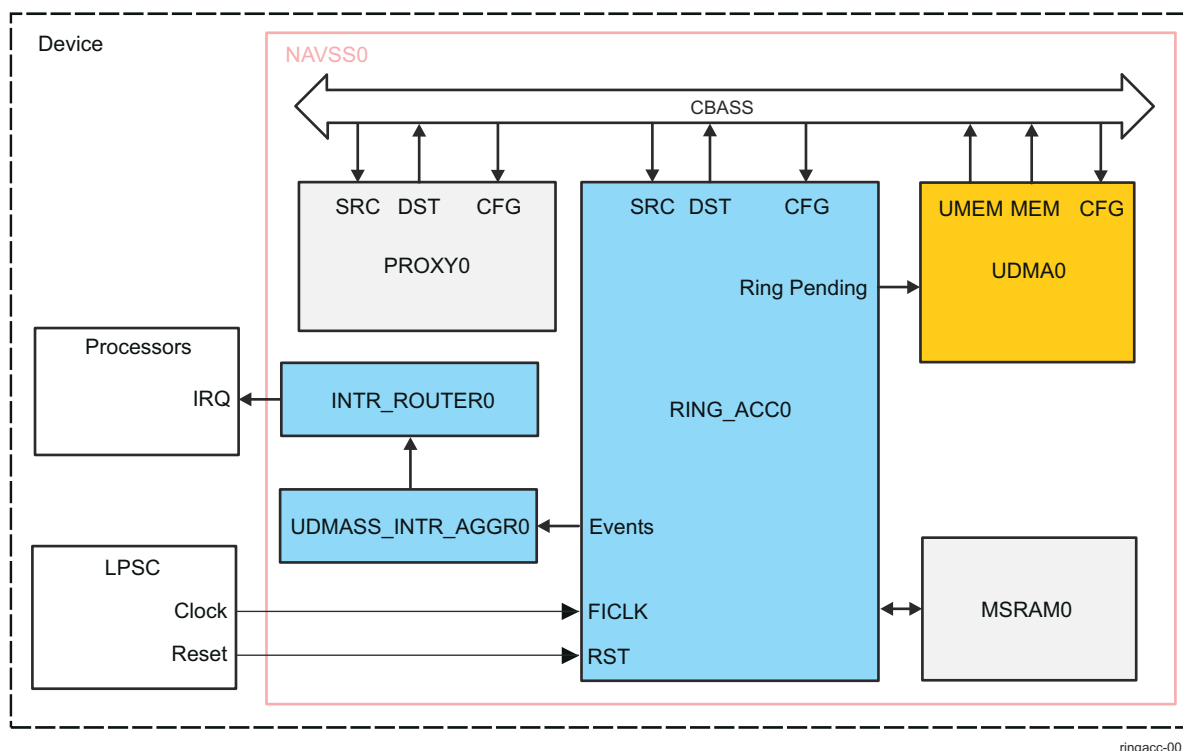 Device
NAVSS0
CBASS
SRC DST CFG
PROXY0
SRC DST CFG
UMEM MEM CFG
UDMA0
Ring Pending
Processors
IRQ
INTR_ROUTER0
RING_ACC0
UDMASS_INTR_AGGR0
Events
LPSC
Clock
FICLK
MSRAM0
Reset
RST
ringacc-00